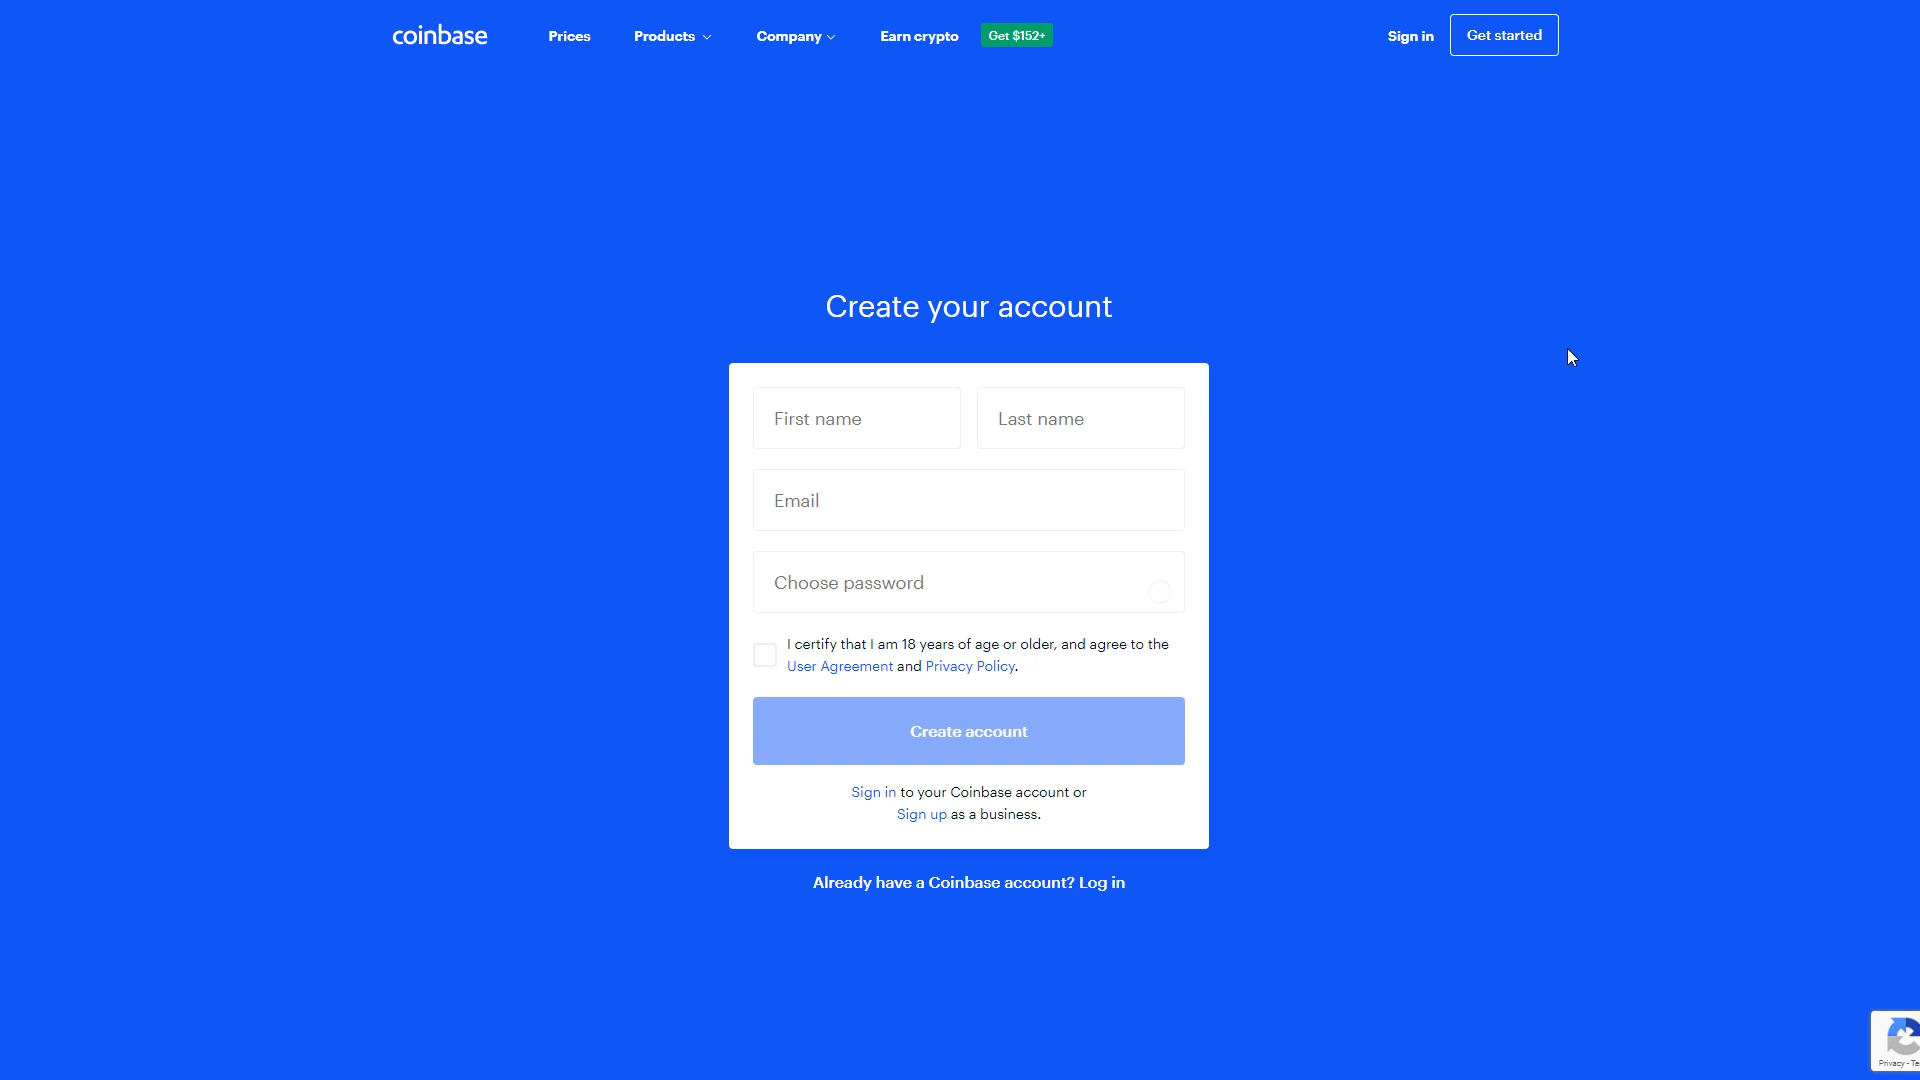 coinbase Prices Products Company Earn crypto Get $152+ Sign in Get started
Create your account
First name Last name
Email
Choose password
I certify that I am 18 years of age or older, and agree to the
User Agreement and Privacy Policy.
Create account
Sign in to your Coinbase account or
Sign up as a business.
Already have a Coinbase account? Log in
Privacy -